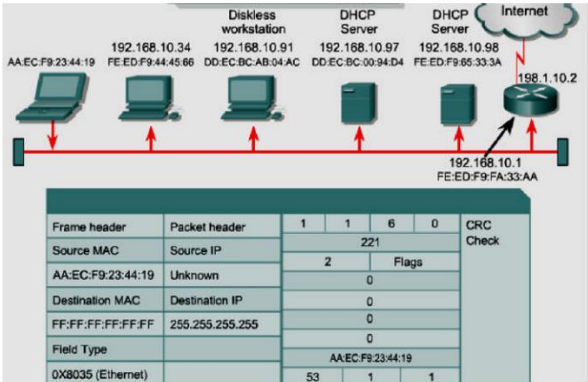 Diskless
workstation
DHCP
Server
DHCP
Server
Internet
192.168.10.34
192.168.10.91
192.168.10.97
192.168.10.98
AA:EC:F9:23:44:19
FE:ED:F9:44:45:66
DD:EC:BC:AB:04:AC
DD:EC:BC:00:94:D4
FE:ED:F9:65:33:3A
198.1.10.2
192.168.10.1
FE:ED:F9:FA:33:AA
Frame header
Packet header
1 1 6 0
CRC
Check
Source MAC
Source IP
221
2 Flags
AA:EC:F9:23:44:19
Unknown
0
Destination MAC
Destination IP
0
FF:FF:FF:FF:FF:FF
255.255.255.255
0
0
Field Type
AA:EC:F9:23:44:19
0X8035 (Ethernet)
53 1 1